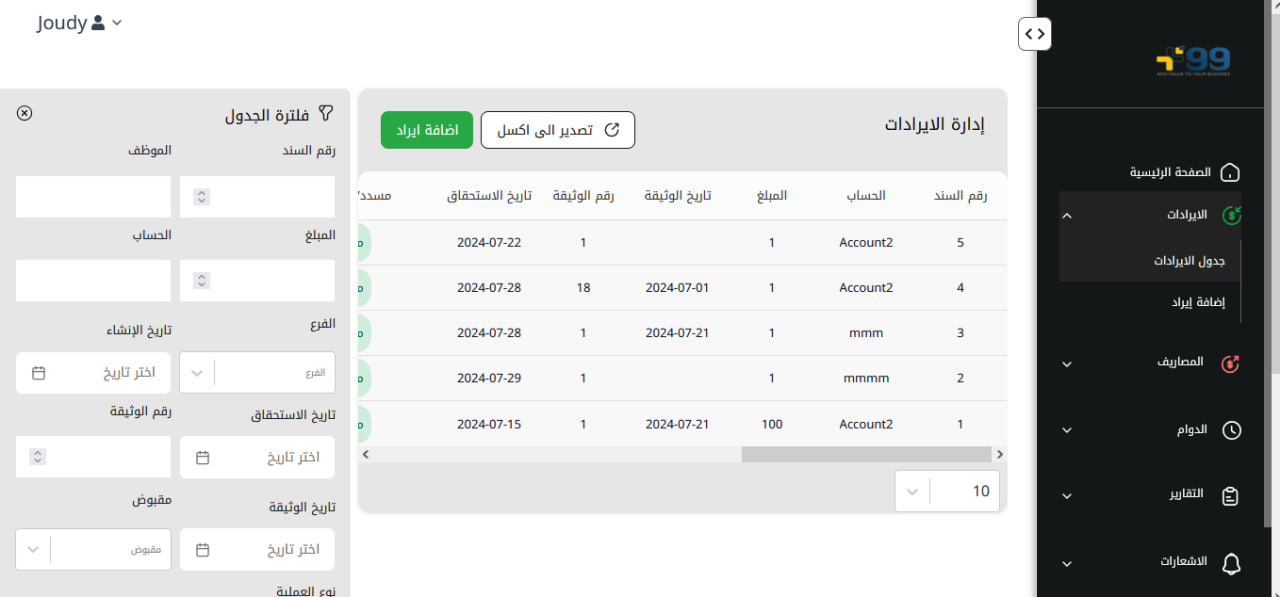 Joudy
99
ADD VALUE TO YOUR BUSSINES
الصفحة الرئيسية
الايرادات
جدول الايرادات
إضافة إيراد
المصاريف
الدوام
التقارير
الاشعارات
إدارة الايرادات
تصدير الى اكسل
اضافة ايراد
رقم السند الحساب المبلغ تاريخ الوثيقة رقم الوثيقة تاريخ الاستحقاق مسدد/
5 Account2 1 1 2024-07-22
4 Account2 1 2024-07-01 18 2024-07-28
3 mmm 1 2024-07-21 1 2024-07-28
2 mmmm 1 1 2024-07-29
1 Account2 100 2024-07-21 1 2024-07-15
10
فلترة الجدول
رقم السند الموظف
المبلغ الحساب
الفرع تاريخ الإنشاء
الفرع اختر تاريخ
تاريخ الاستحقاق رقم الوثيقة
اختر تاريخ
تاريخ الوثيقة مقبوض
اختر تاريخ مقبوض
نوع العملية